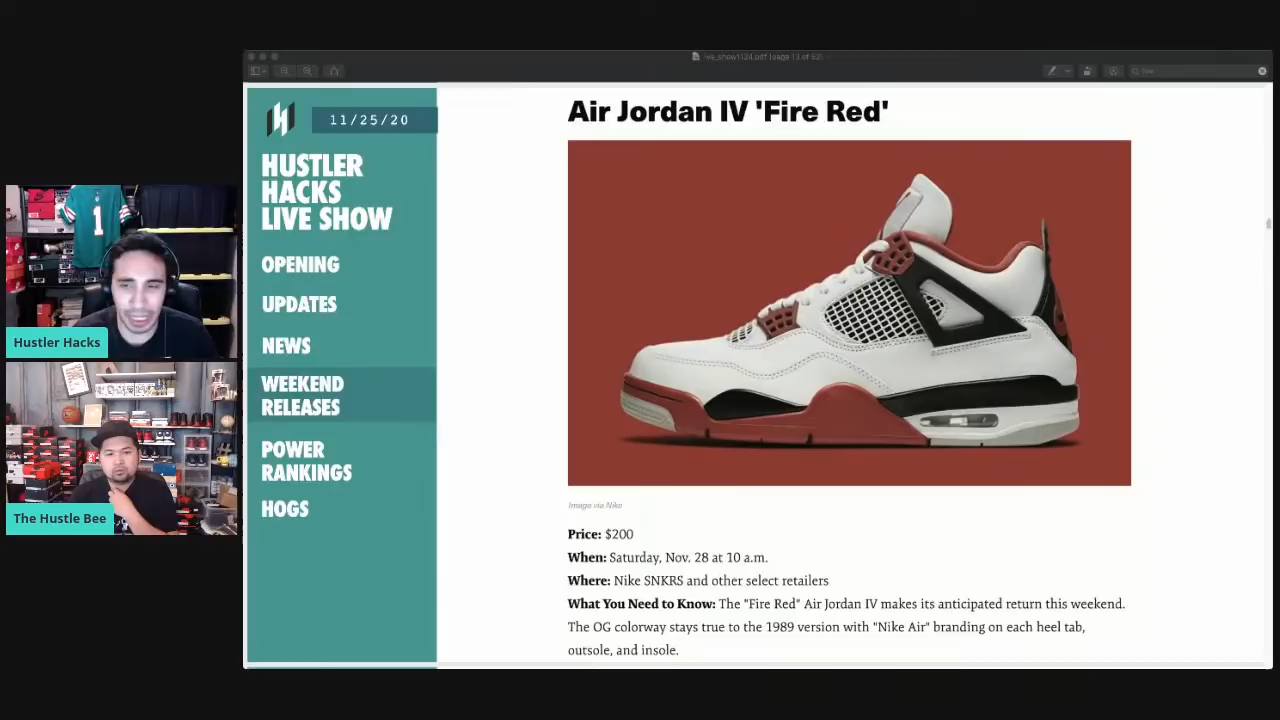 11/25/20
HUSTLER
HACKS
LIVE SHOW
OPENING
UPDATES
NEWS
WEEKEND
RELEASES
POWER
RANKINGS
HOGS
1
Hustler Hacks
The Hustle Bee
Air Jordan IV 'Fire Red'
Image via Nike
Price: $200
When: Saturday, Nov. 28 at 10 a.m.
Where: Nike SNKRS and other select retailers
What You Need to Know: The "Fire Red" Air Jordan IV makes its anticipated return this weekend.
The OG colorway stays true to the 1989 version with "Nike Air" branding on each heel tab,
outsole, and insole.